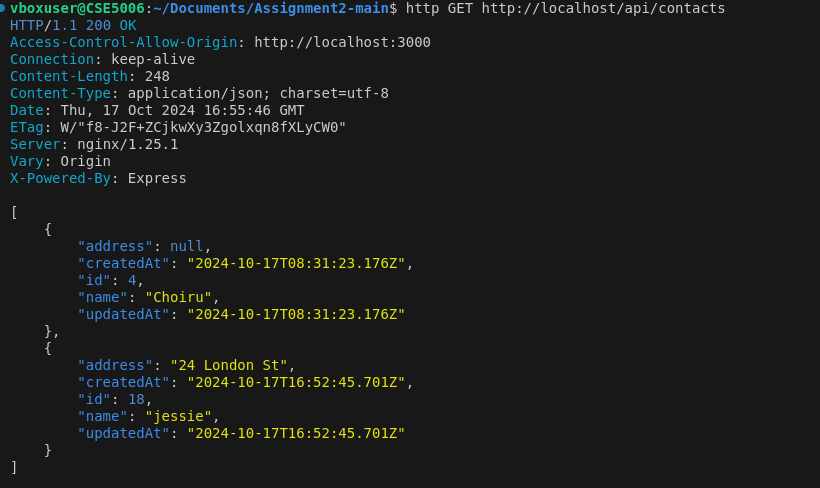 vboxuser@CSE5006:~/Documents/Assignment2-main$ http GET http://localhost/api/contacts
HTTP/1.1 200 OK
Access-Control-Allow-Origin: http://localhost:3000
Connection: keep-alive
Content-Length: 248
Content-Type: application/json; charset=utf-8
Date: Thu, 17 Oct 2024 16:55:46 GMT
ETag: W/"f8-J2F+ZCjkwXy3Zgolxqn8fXLyCW0"
Server: nginx/1.25.1
Vary: Origin
X-Powered-By: Express
[
    {
        "address": null,
        "createdAt": "2024-10-17T08:31:23.176Z",
        "id": 4,
        "name": "Choiru",
        "updatedAt": "2024-10-17T08:31:23.176Z"
    },
    {
        "address": "24 London St",
        "createdAt": "2024-10-17T16:52:45.701Z",
        "id": 18,
        "name": "jessie",
        "updatedAt": "2024-10-17T16:52:45.701Z"
    }
]